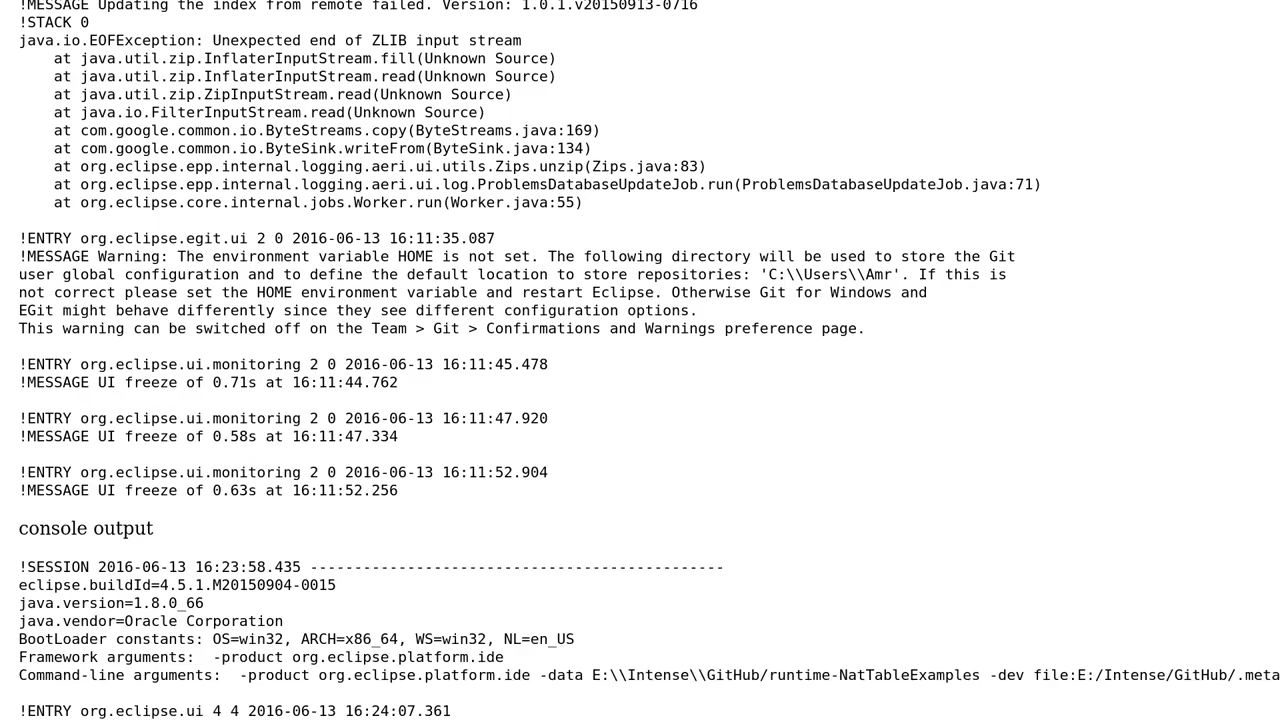 !MESSAGE Updating the index from remote failed. Version: 1.0.1.v20150913-0716
!STACK 0
java.io.EOFException: Unexpected end of ZLIB input stream
    at java.util.zip.InflaterInputStream.fill(Unknown Source)
    at java.util.zip.InflaterInputStream.read(Unknown Source)
    at java.util.zip.ZipInputStream.read(Unknown Source)
    at java.io.FilterInputStream.read(Unknown Source)
    at com.google.common.io.ByteStreams.copy(ByteStreams.java:169)
    at com.google.common.io.ByteSink.writeFrom(ByteSink.java:134)
    at org.eclipse.epp.internal.logging.aeri.ui.utils.Zips.unzip(Zips.java:83)
    at org.eclipse.epp.internal.logging.aeri.ui.log.ProblemsDatabaseUpdateJob.run(ProblemsDatabaseUpdateJob.java:71)
    at org.eclipse.core.internal.jobs.Worker.run(Worker.java:55)

!ENTRY org.eclipse.egit.ui 2 0 2016-06-13 16:11:35.087
!MESSAGE Warning: The environment variable HOME is not set. The following directory will be used to store the Git
user global configuration and to define the default location to store repositories: 'C:\\Users\\Amr'. If this is
not correct please set the HOME environment variable and restart Eclipse. Otherwise Git for Windows and
EGit might behave differently since they see different configuration options.
This warning can be switched off on the Team > Git > Confirmations and Warnings preference page.

!ENTRY org.eclipse.ui.monitoring 2 0 2016-06-13 16:11:45.478
!MESSAGE UI freeze of 0.71s at 16:11:44.762

!ENTRY org.eclipse.ui.monitoring 2 0 2016-06-13 16:11:47.920
!MESSAGE UI freeze of 0.58s at 16:11:47.334

!ENTRY org.eclipse.ui.monitoring 2 0 2016-06-13 16:11:52.904
!MESSAGE UI freeze of 0.63s at 16:11:52.256

console output

!SESSION 2016-06-13 16:23:58.435 -----------------------------------------------
eclipse.buildId=4.5.1.M20150904-0015
java.version=1.8.0_66
java.vendor=Oracle Corporation
BootLoader constants: OS=win32, ARCH=x86_64, WS=win32, NL=en_US
Framework arguments:  -product org.eclipse.platform.ide
Command-line arguments:  -product org.eclipse.platform.ide -data E:\\Intense\\GitHub/runtime-NatTableExamples -dev file:E:/Intense/GitHub/.meta

!ENTRY org.eclipse.ui 4 4 2016-06-13 16:24:07.361